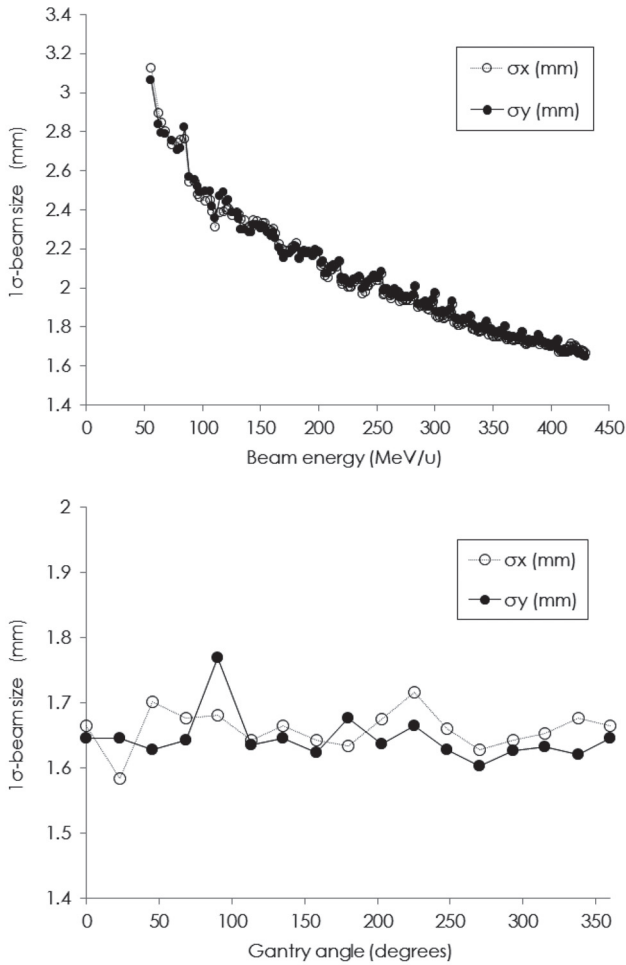 3.4
3.2
3
2.8
2.6
2.4
2.2
2
1.8
1.6
1.4
1σ-beam size (mm)
σx (mm)
σy (mm)
0 50 100 150 200 250 300 350 400 450
Beam energy (MeV/u)
2
1.9
1.8
1.7
1.6
1.5
1.4
1σ-beam size (mm)
σx (mm)
σy (mm)
0 50 100 150 200 250 300 350
Gantry angle (degrees)